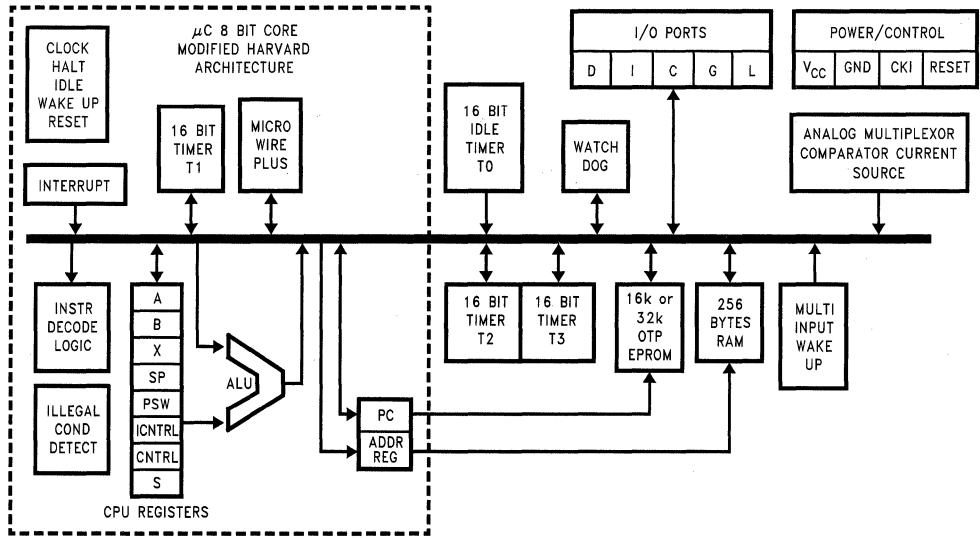 μC 8 BIT CORE
MODIFIED HARVARD
ARCHITECTURE
CLOCK
HALT
IDLE
WAKE UP
RESET
16 BIT
TIMER
T1
MICRO
WIRE
PLUS
INTERRUPT
16 BIT
IDLE
TIMER
T0
WATCH
DOG
I/O PORTS
D I C G L
POWER/CONTROL
VCC GND CKI RESET
ANALOG MULTIPLEXOR
COMPARATOR CURRENT
SOURCE
INSTR
DECODE
LOGIC
ILLEGAL
COND
DETECT
A
B
X
SP
PSW
ICNTRL
CNTRL
S
CPU REGISTERS
ALU
PC
ADDR
REG
16 BIT
TIMER
T2
16 BIT
TIMER
T3
16k or
32k
OTP
EPROM
256
BYTES
RAM
MULTI
INPUT
WAKE
UP